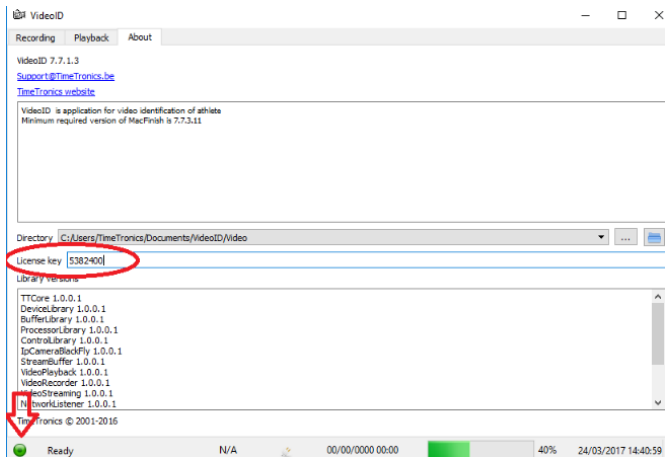 VideoID
Recording Playback About
VideoID 7.7.1.3
Support@TimeTronics.be
TimeTronics website
VideoID is application for video identification of athlete
Minimum required version of MacFinish is 7.7.3.11
Directory C:/Users/TimeTronics/Documents/VideoID/Video ...
License key 5382400
Library versions
TTCore 1.0.0.1
DeviceLibrary 1.0.0.1
BufferLibrary 1.0.0.1
ProcessorLibrary 1.0.0.1
ControlLibrary 1.0.0.1
IpCameraBlackFly 1.0.0.1
StreamBuffer 1.0.0.1
VideoPlayback 1.0.0.1
VideoRecorder 1.0.0.1
VideoStreaming 1.0.0.1
NetworkListener 1.0.0.1
TimeTronics © 2001-2016
Ready N/A 00/00/0000 00:00 40% 24/03/2017 14:40:59